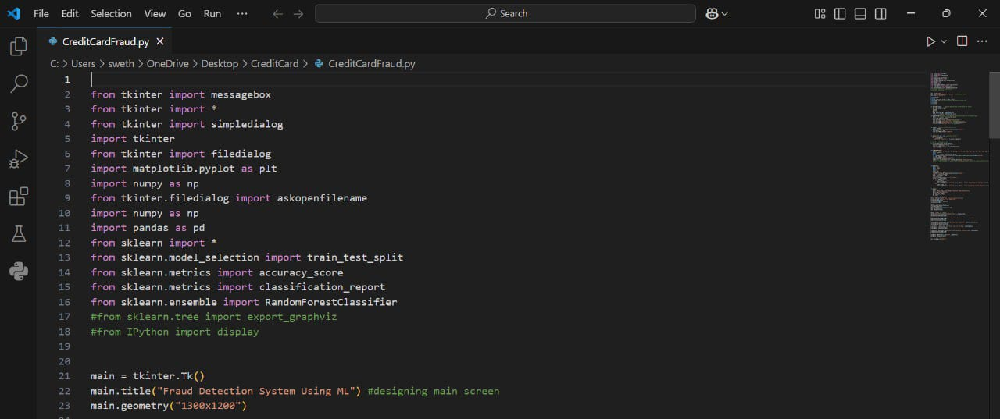 File Edit Selection View Go Run ··· Search
CreditCardFraud.py
C: > Users > sweth > OneDrive > Desktop > CreditCard > CreditCardFraud.py
1
2 from tkinter import messagebox
3 from tkinter import *
4 from tkinter import simpledialog
5 import tkinter
6 from tkinter import filedialog
7 import matplotlib.pyplot as plt
8 import numpy as np
9 from tkinter.filedialog import askopenfilename
10 import numpy as np
11 import pandas as pd
12 from sklearn import *
13 from sklearn.model_selection import train_test_split
14 from sklearn.metrics import accuracy_score
15 from sklearn.metrics import classification_report
16 from sklearn.ensemble import RandomForestClassifier
17 #from sklearn.tree import export_graphviz
18 #from IPython import display
19
20
21 main = tkinter.Tk()
22 main.title("Fraud Detection System Using ML") #designing main screen
23 main.geometry("1300x1200")